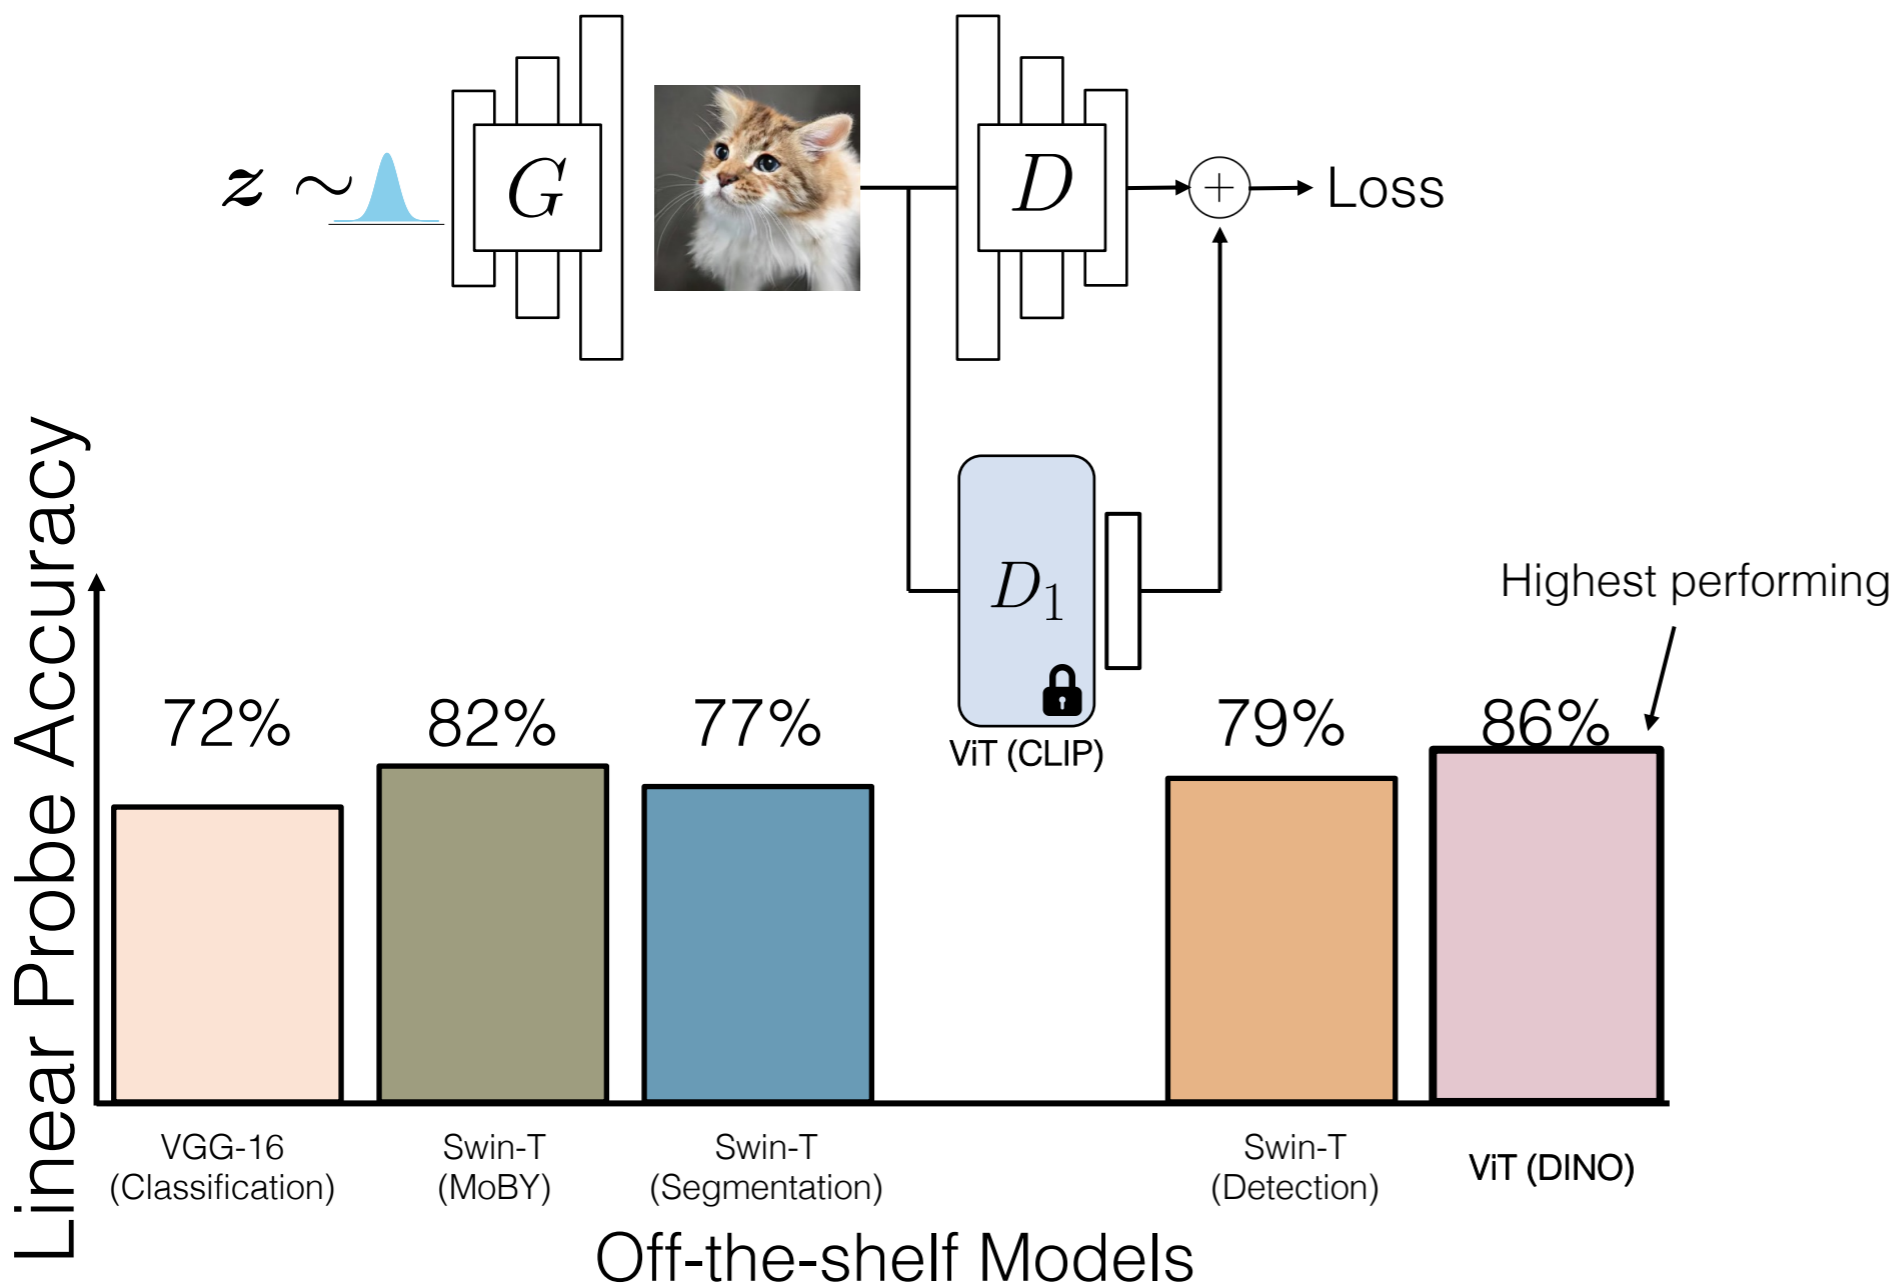 z ∼
G
D
+
Loss
D₁
ViT (CLIP)
Highest performing
Linear Probe Accuracy
72%
82%
77%
79%
86%
VGG-16
(Classification)
Swin-T
(MoBY)
Swin-T
(Segmentation)
Swin-T
(Detection)
ViT (DINO)
Off-the-shelf Models